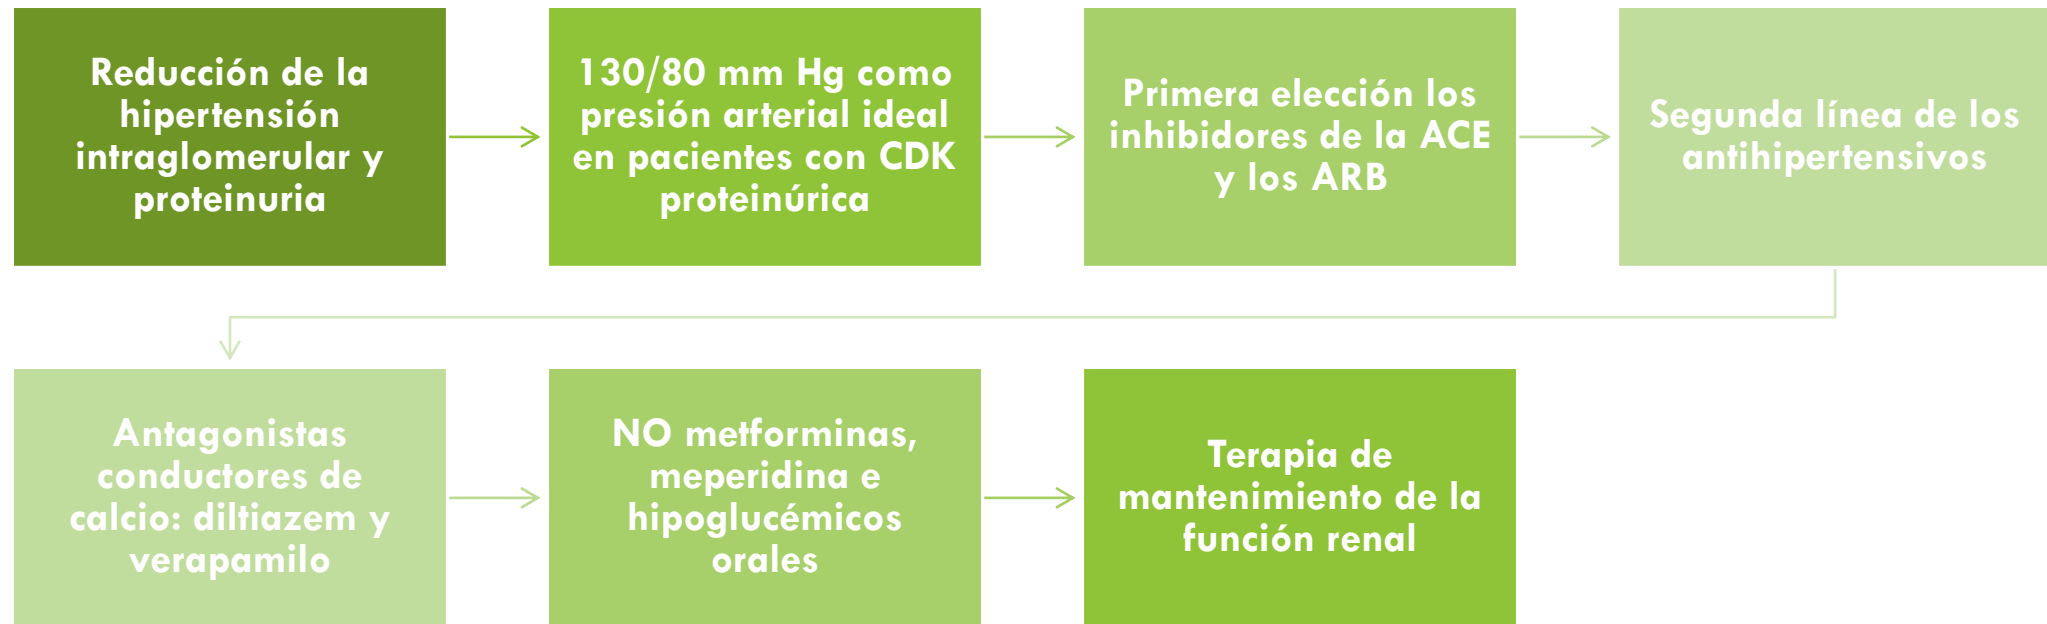 Reducción de la
hipertensión
intraglomerular y
proteinuria
130/80 mm Hg como
presión arterial ideal
en pacientes con CDK
proteinúrica
Primera elección los
inhibidores de la ACE
y los ARB
Segunda línea de los
antihipertensivos
Antagonistas
conductores de
calcio: diltiazem y
verapamilo
NO metforminas,
meperidina e
hipoglucémicos
orales
Terapia de
mantenimiento de la
función renal